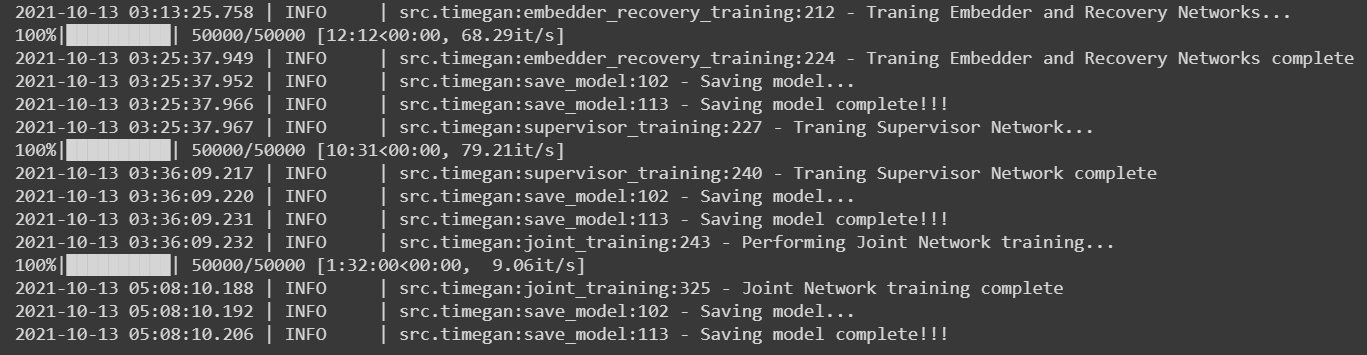 2021-10-13 03:13:25.758 | INFO     | src.timegan:embedder_recovery_training:212 - Traning Embedder and Recovery Networks...
100%|██████████| 50000/50000 [12:12<00:00, 68.29it/s]
2021-10-13 03:25:37.949 | INFO     | src.timegan:embedder_recovery_training:224 - Traning Embedder and Recovery Networks complete
2021-10-13 03:25:37.952 | INFO     | src.timegan:save_model:102 - Saving model...
2021-10-13 03:25:37.966 | INFO     | src.timegan:save_model:113 - Saving model complete!!!
2021-10-13 03:25:37.967 | INFO     | src.timegan:supervisor_training:227 - Traning Supervisor Network...
100%|██████████| 50000/50000 [10:31<00:00, 79.21it/s]
2021-10-13 03:36:09.217 | INFO     | src.timegan:supervisor_training:240 - Traning Supervisor Network complete
2021-10-13 03:36:09.220 | INFO     | src.timegan:save_model:102 - Saving model...
2021-10-13 03:36:09.231 | INFO     | src.timegan:save_model:113 - Saving model complete!!!
2021-10-13 03:36:09.232 | INFO     | src.timegan:joint_training:243 - Performing Joint Network training...
100%|██████████| 50000/50000 [1:32:00<00:00,  9.06it/s]
2021-10-13 05:08:10.188 | INFO     | src.timegan:joint_training:325 - Joint Network training complete
2021-10-13 05:08:10.192 | INFO     | src.timegan:save_model:102 - Saving model...
2021-10-13 05:08:10.206 | INFO     | src.timegan:save_model:113 - Saving model complete!!!